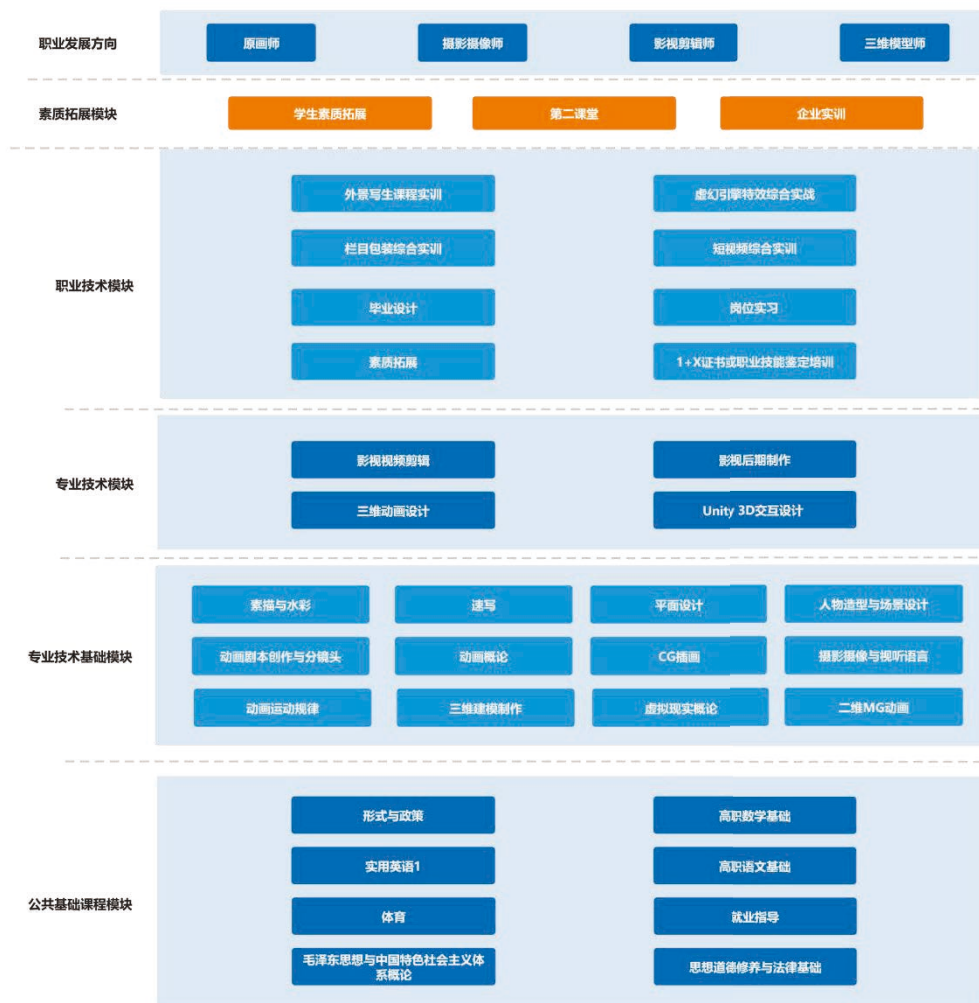 职业发展方向
原画师
摄影摄像师
影视剪辑师
三维模型师
素质拓展模块
学生素质拓展
第二课堂
企业实训
职业技术模块
外景写生课程实训
虚幻引擎特效综合实战
栏目包装综合实训
短视频综合实训
毕业设计
岗位实习
素质拓展
1+X证书或职业技能鉴定培训
专业技术模块
影视视频剪辑
影视后期制作
三维动画设计
Unity 3D交互设计
专业技术基础模块
素描与水彩
速写
平面设计
人物造型与场景设计
动画剧本创作与分镜头
动画概论
CG插画
摄影摄像与视听语言
动画运动规律
三维建模制作
虚拟现实概论
二维MG动画
公共基础课程模块
形式与政策
高职数学基础
实用英语1
高职语文基础
体育
就业指导
毛泽东思想与中国特色社会主义体
系概论
思想道德修养与法律基础